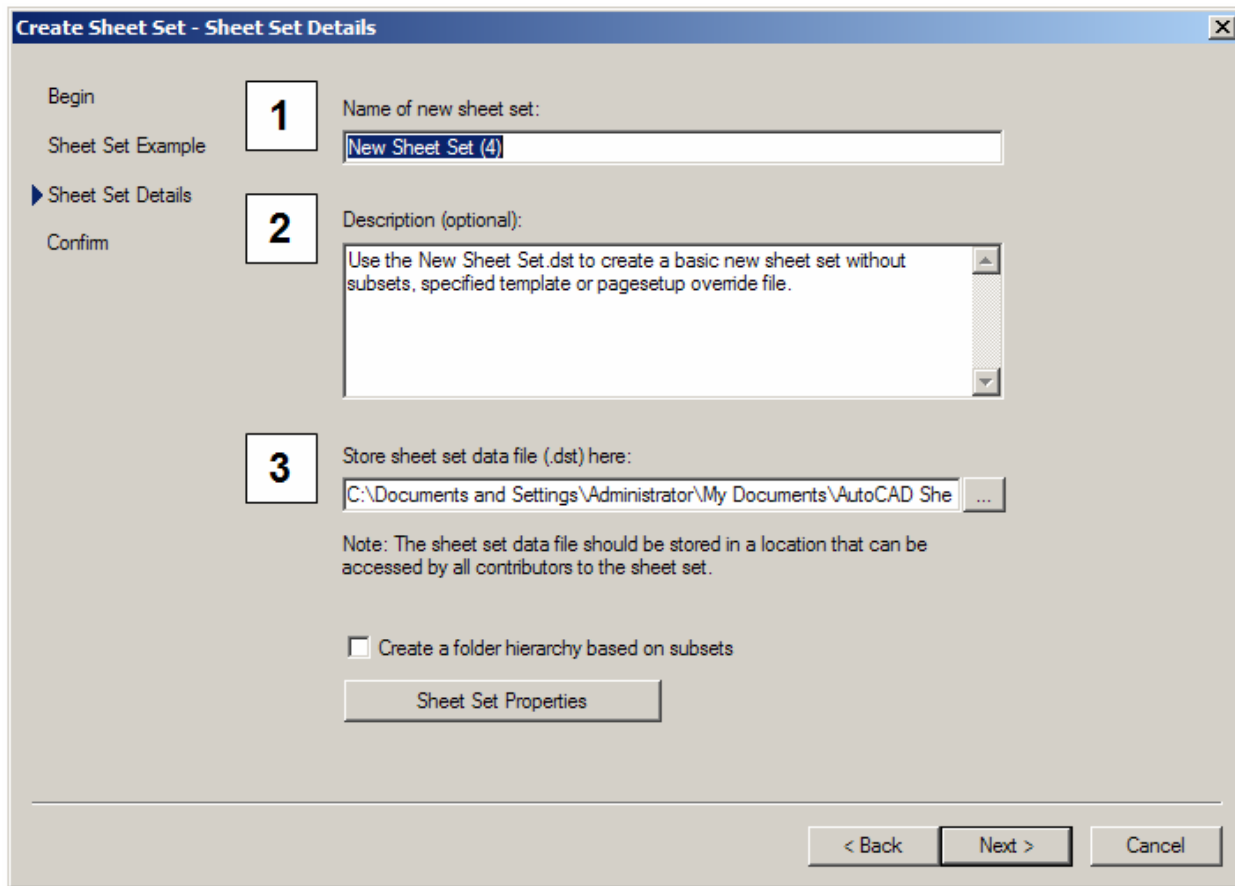 Create Sheet Set - Sheet Set Details
Begin
Sheet Set Example
Sheet Set Details
Confirm
1
Name of new sheet set:
New Sheet Set (4)
2
Description (optional):
Use the New Sheet Set.dst to create a basic new sheet set without
subsets, specified template or pagesetup override file.
3
Store sheet set data file (.dst) here:
C:\Documents and Settings\Administrator\My Documents\AutoCAD She
...
Note: The sheet set data file should be stored in a location that can be
accessed by all contributors to the sheet set.
Create a folder hierarchy based on subsets
Sheet Set Properties
< Back
Next >
Cancel